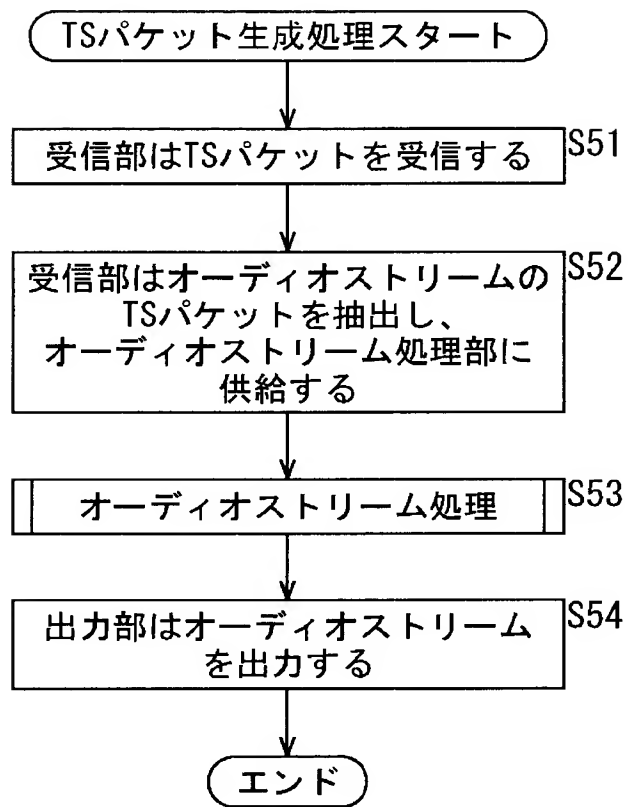 TSパケット生成処理スタート
受信部はTSパケットを受信する
S51
受信部はオーディオストリームの
TSパケットを抽出し、
オーディオストリーム処理部に
供給する
S52
オーディオストリーム処理
S53
出力部はオーディオストリーム
を出力する
S54
エンド